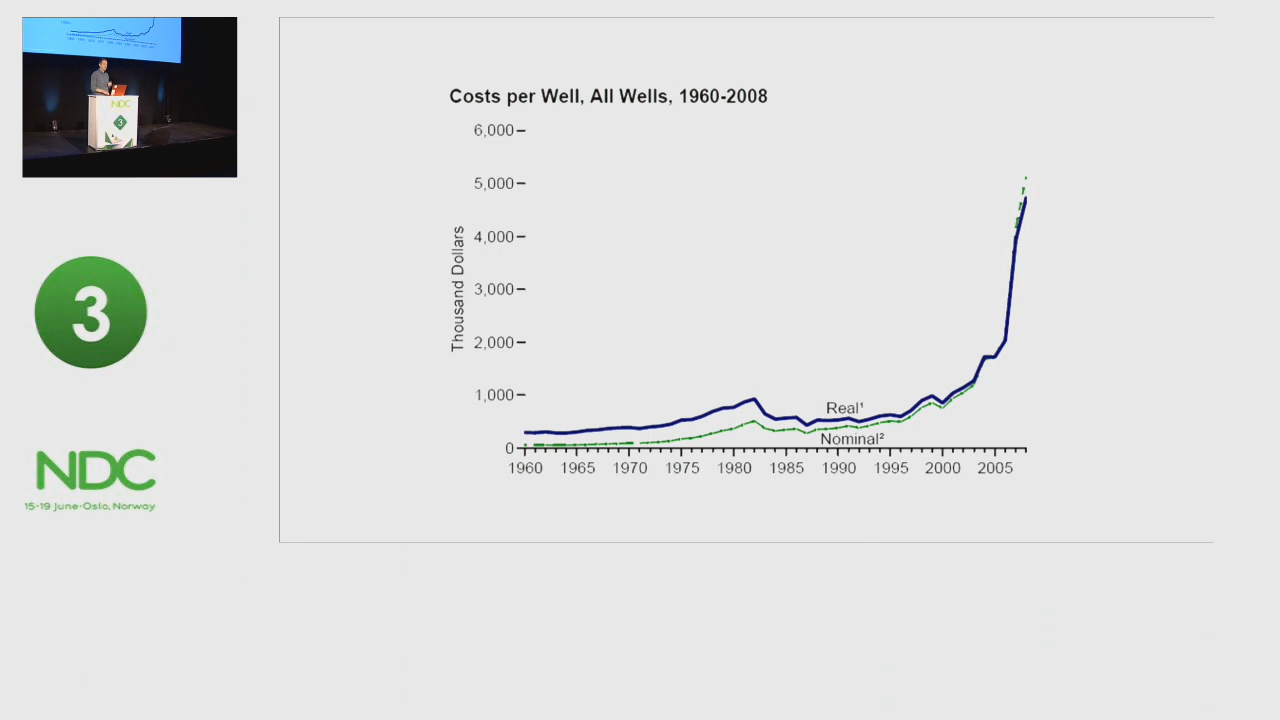 NDC
3
3
NDC
15-19 June-Oslo, Norway
Costs per Well, All Wells, 1960-2008
Thousand Dollars
6,000
5,000
4,000
3,000
2,000
1,000
0
Real¹
Nominal²
1960 1965 1970 1975 1980 1985 1990 1995 2000 2005